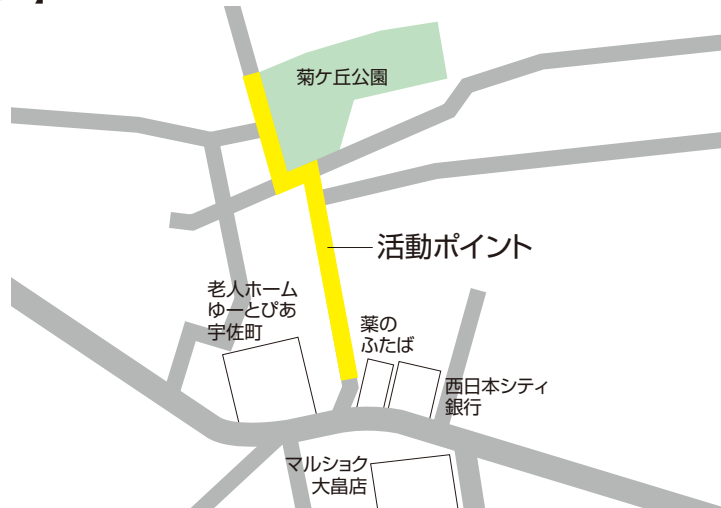 菊ケ丘公園
活動ポイント
老人ホーム
ゆーとぴあ
宇佐町
薬の
ふたば
西日本シティ
銀行
マルショク
大畠店